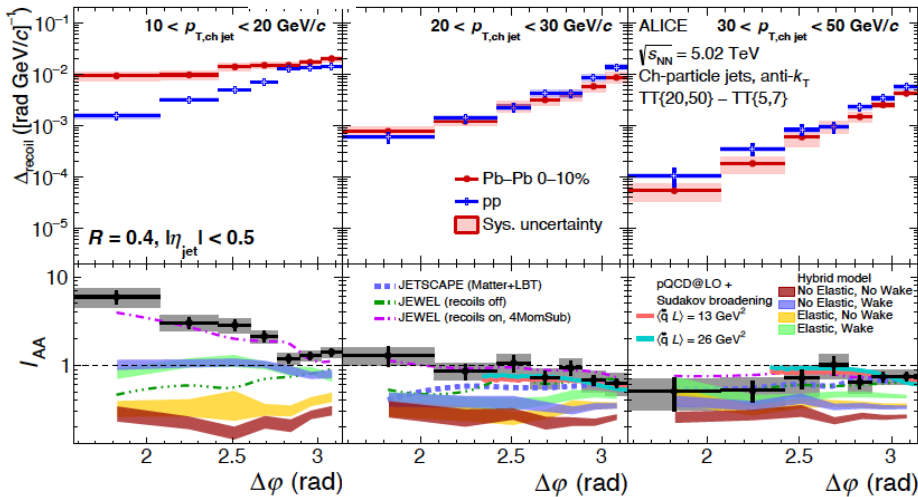 10 < p_T,ch jet < 20 GeV/c
20 < p_T,ch jet < 30 GeV/c
ALICE
30 < p_T,ch jet < 50 GeV/c
√s_NN = 5.02 TeV
Ch-particle jets, anti-k_T
TT{20,50} − TT{5,7}
Δ_recoil ([rad GeV/c]⁻¹)
10⁻¹
10⁻²
10⁻³
10⁻⁴
10⁻⁵
R = 0.4, |η_jet| < 0.5
Pb−Pb 0−10%
pp
Sys. uncertainty
I_AA
10
1
JETSCAPE (Matter+LBT)
JEWEL (recoils off)
JEWEL (recoils on, 4MomSub)
pQCD@LO +
Sudakov broadening
⟨q̂ L⟩ = 13 GeV²
⟨q̂ L⟩ = 26 GeV²
Hybrid model
No Elastic, No Wake
No Elastic, Wake
Elastic, No Wake
Elastic, Wake
2 2.5 3
2 2.5 3
2 2.5 3
Δφ (rad)
Δφ (rad)
Δφ (rad)